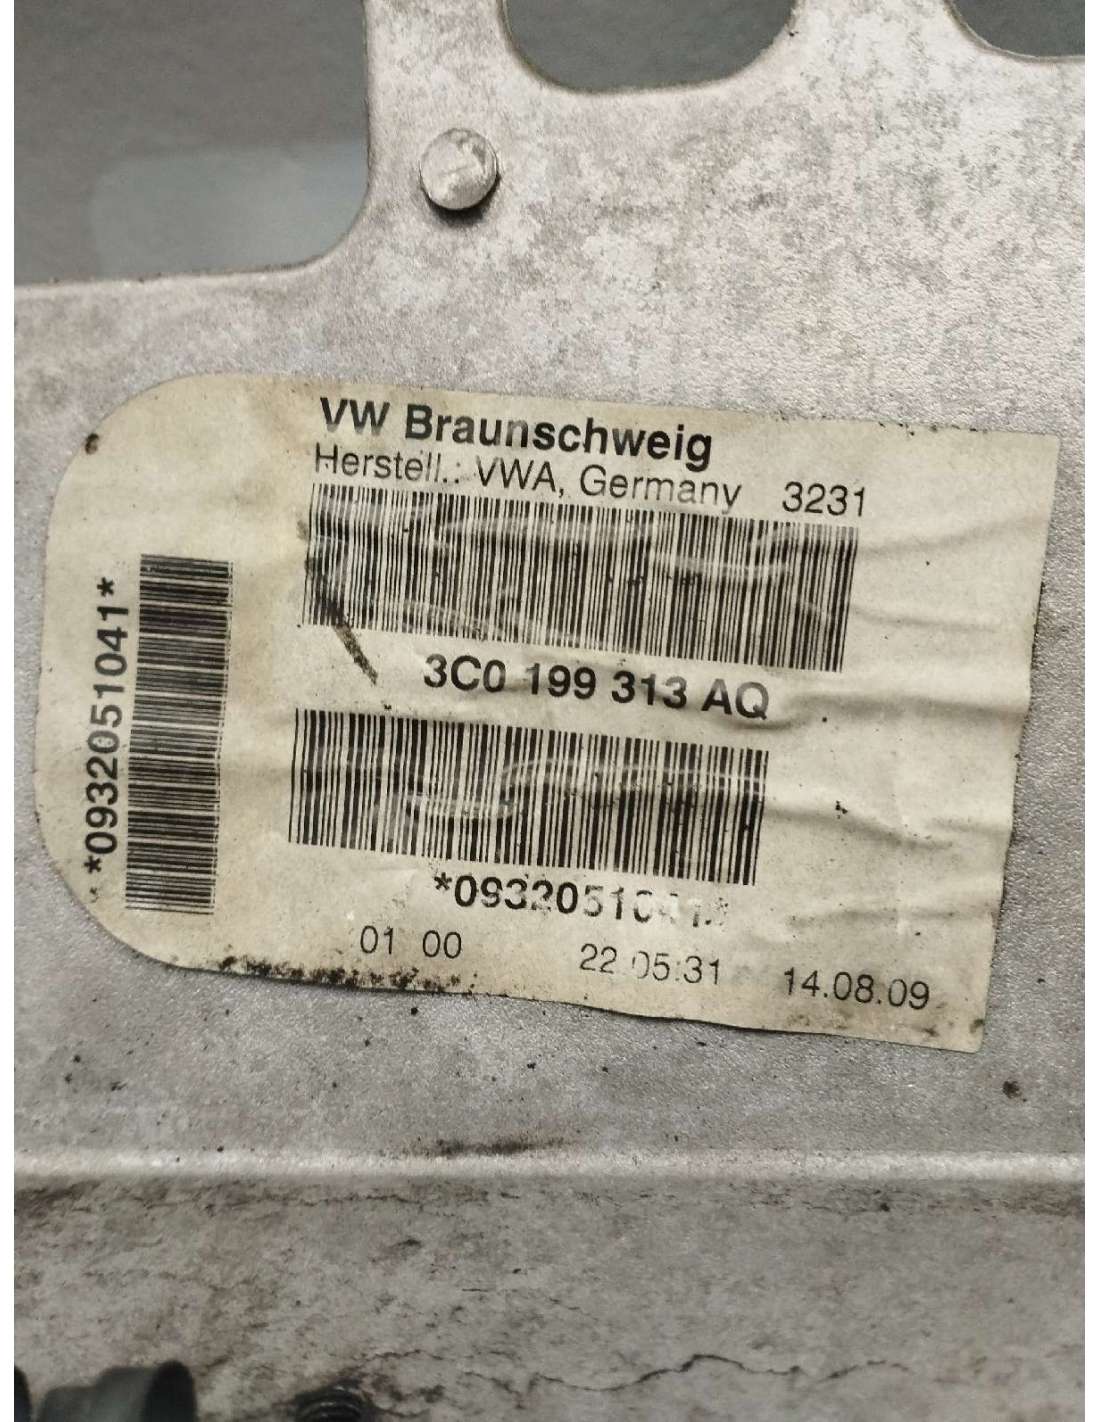 VW Braunschweig
Herstell.: VWA, Germany 3231
*0932051041*
3C0 199 313 AQ
*0932051041*
01 00 22:05:31 14.08.09